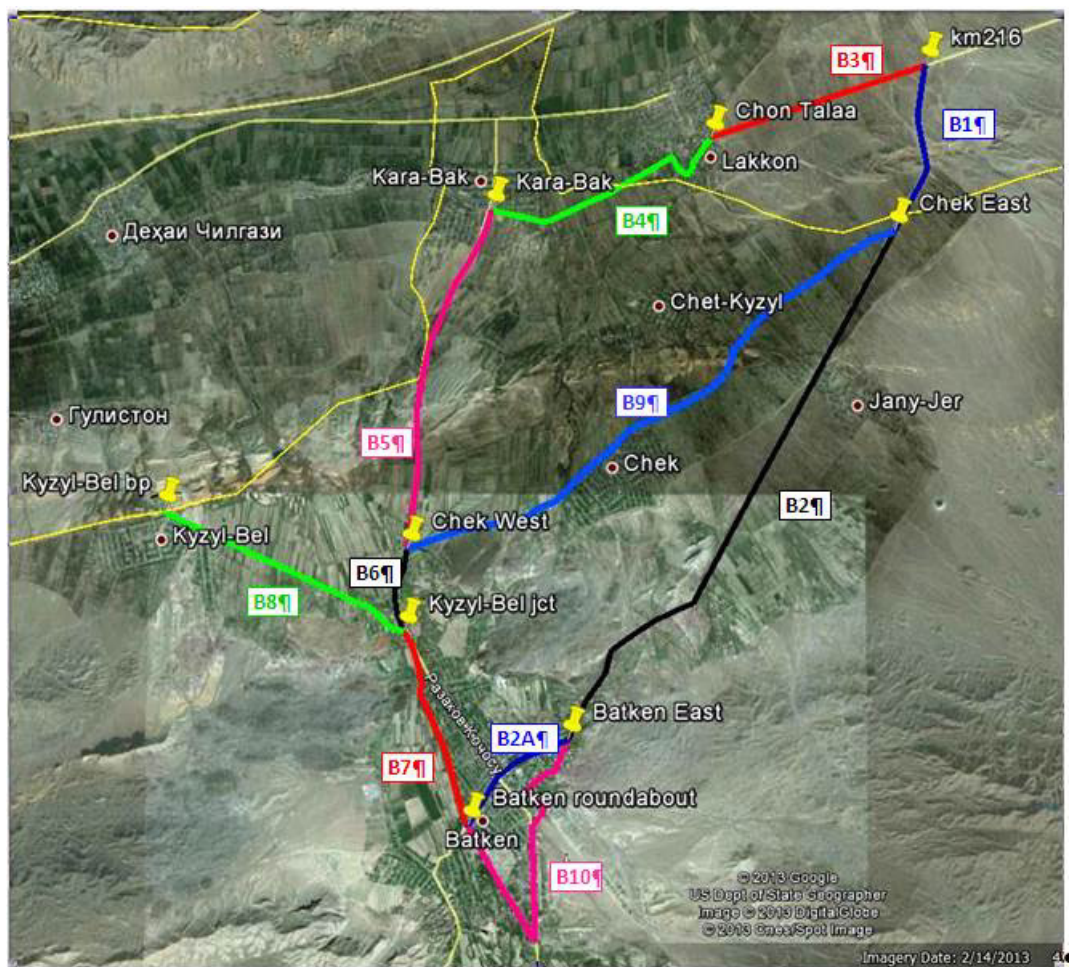 km216
B3¶
Chon Talaa
B1¶
Lakkon
Kara-Bak
Kara-Bak
Chek East
B4¶
Деҳаи Чилгази
Chet-Kyzyl
Jany-Jer
B9¶
Гулистон
B5¶
Chek
Kyzyl-Bel bp
B2¶
Chek West
Kyzyl-Bel
B6¶
B8¶
Kyzyl-Bel jct
Разаков Кочосу
Batken East
B2A¶
B7¶
Batken roundabout
Batken
B10¶
© 2013 Google
US Dept of State Geographer
Image © 2013 DigitalGlobe
© 2013 Cnes/Spot Image
Imagery Date: 2/14/2013